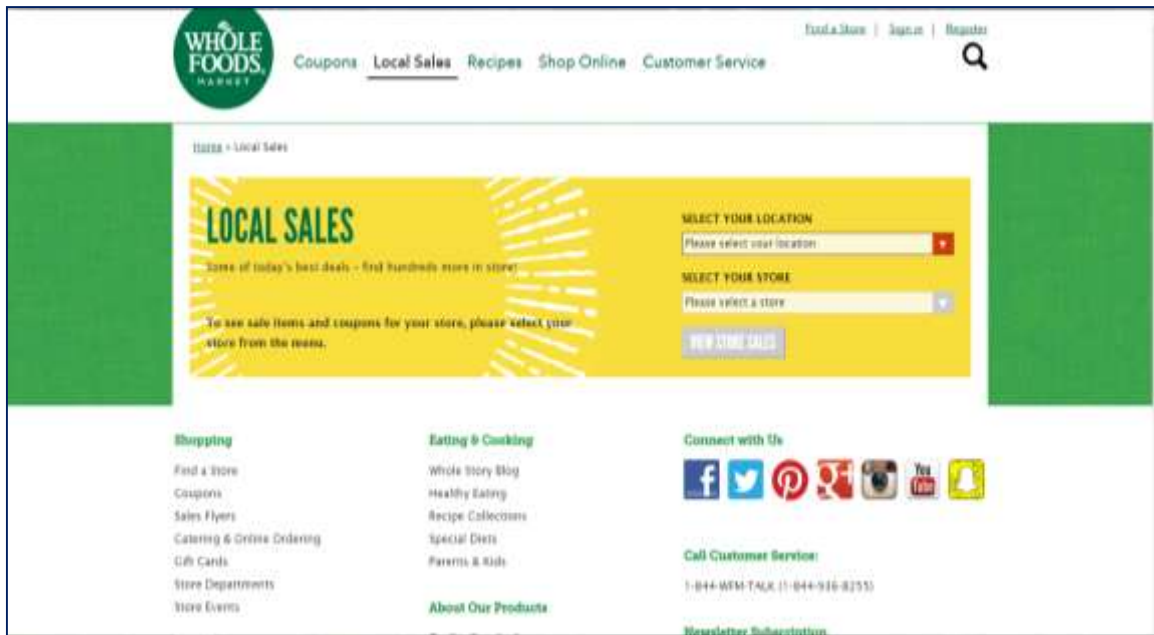 WHOLE
FOODS
MARKET
Find a Store | Sign in | Register
Coupons Local Sales Recipes Shop Online Customer Service
Home » Local Sales
LOCAL SALES
Some of today's best deals – find hundreds more in store!
To see sale items and coupons for your store, please select your
store from the menu.
SELECT YOUR LOCATION
Please select your location
SELECT YOUR STORE
Please select a store
VIEW STORE SALES
Shopping
Find a Store
Coupons
Sales Flyers
Catering & Online Ordering
Gift Cards
Store Departments
Store Events
Eating & Cooking
Whole Story Blog
Healthy Eating
Recipe Collections
Special Diets
Parents & Kids
About Our Products
Connect with Us
You
Tube
Call Customer Service:
1-844-WFM-TALK (1-844-936-8255)
Newsletter Subscription